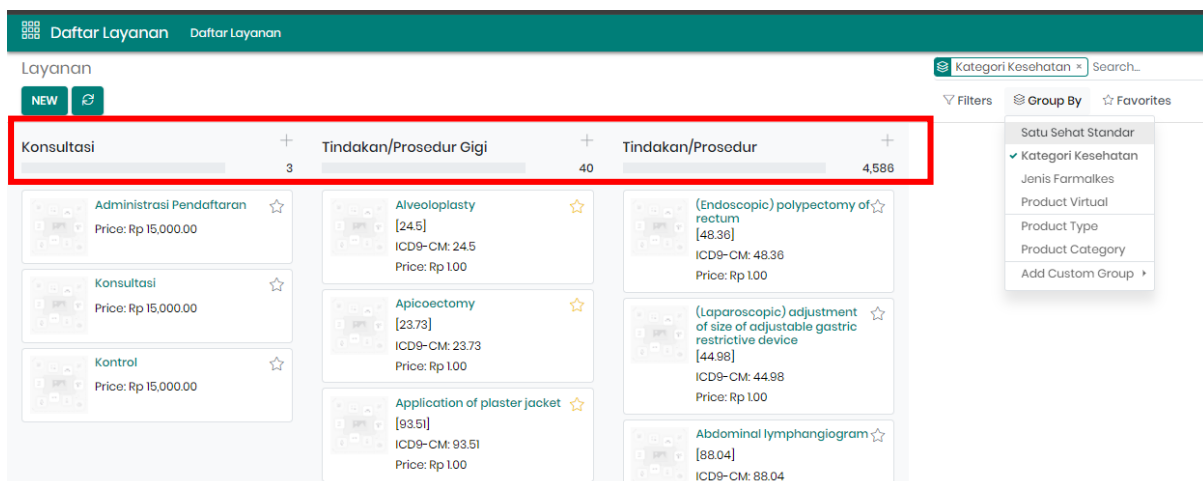 Daftar Layanan Daftar Layanan
Layanan
Kategori Kesehatan × Search...
NEW
Filters Group By Favorites
Satu Sehat Standar
Kategori Kesehatan
Jenis Farmalkes
Product Virtual
Product Type
Product Category
Add Custom Group
Konsultasi
3
Administrasi Pendaftaran
Price: Rp 15,000.00
Konsultasi
Price: Rp 15,000.00
Kontrol
Price: Rp 15,000.00
Tindakan/Prosedur Gigi
40
Alveoloplasty
[24.5]
ICD9-CM: 24.5
Price: Rp 1.00
Apicoectomy
[23.73]
ICD9-CM: 23.73
Price: Rp 1.00
Application of plaster jacket
[93.51]
ICD9-CM: 93.51
Price: Rp 1.00
Tindakan/Prosedur
4,586
(Endoscopic) polypectomy of
rectum
[48.36]
ICD9-CM: 48.36
Price: Rp 1.00
(Laparoscopic) adjustment
of size of adjustable gastric
restrictive device
[44.98]
ICD9-CM: 44.98
Price: Rp 1.00
Abdominal lymphangiogram
[88.04]
ICD9-CM: 88.04